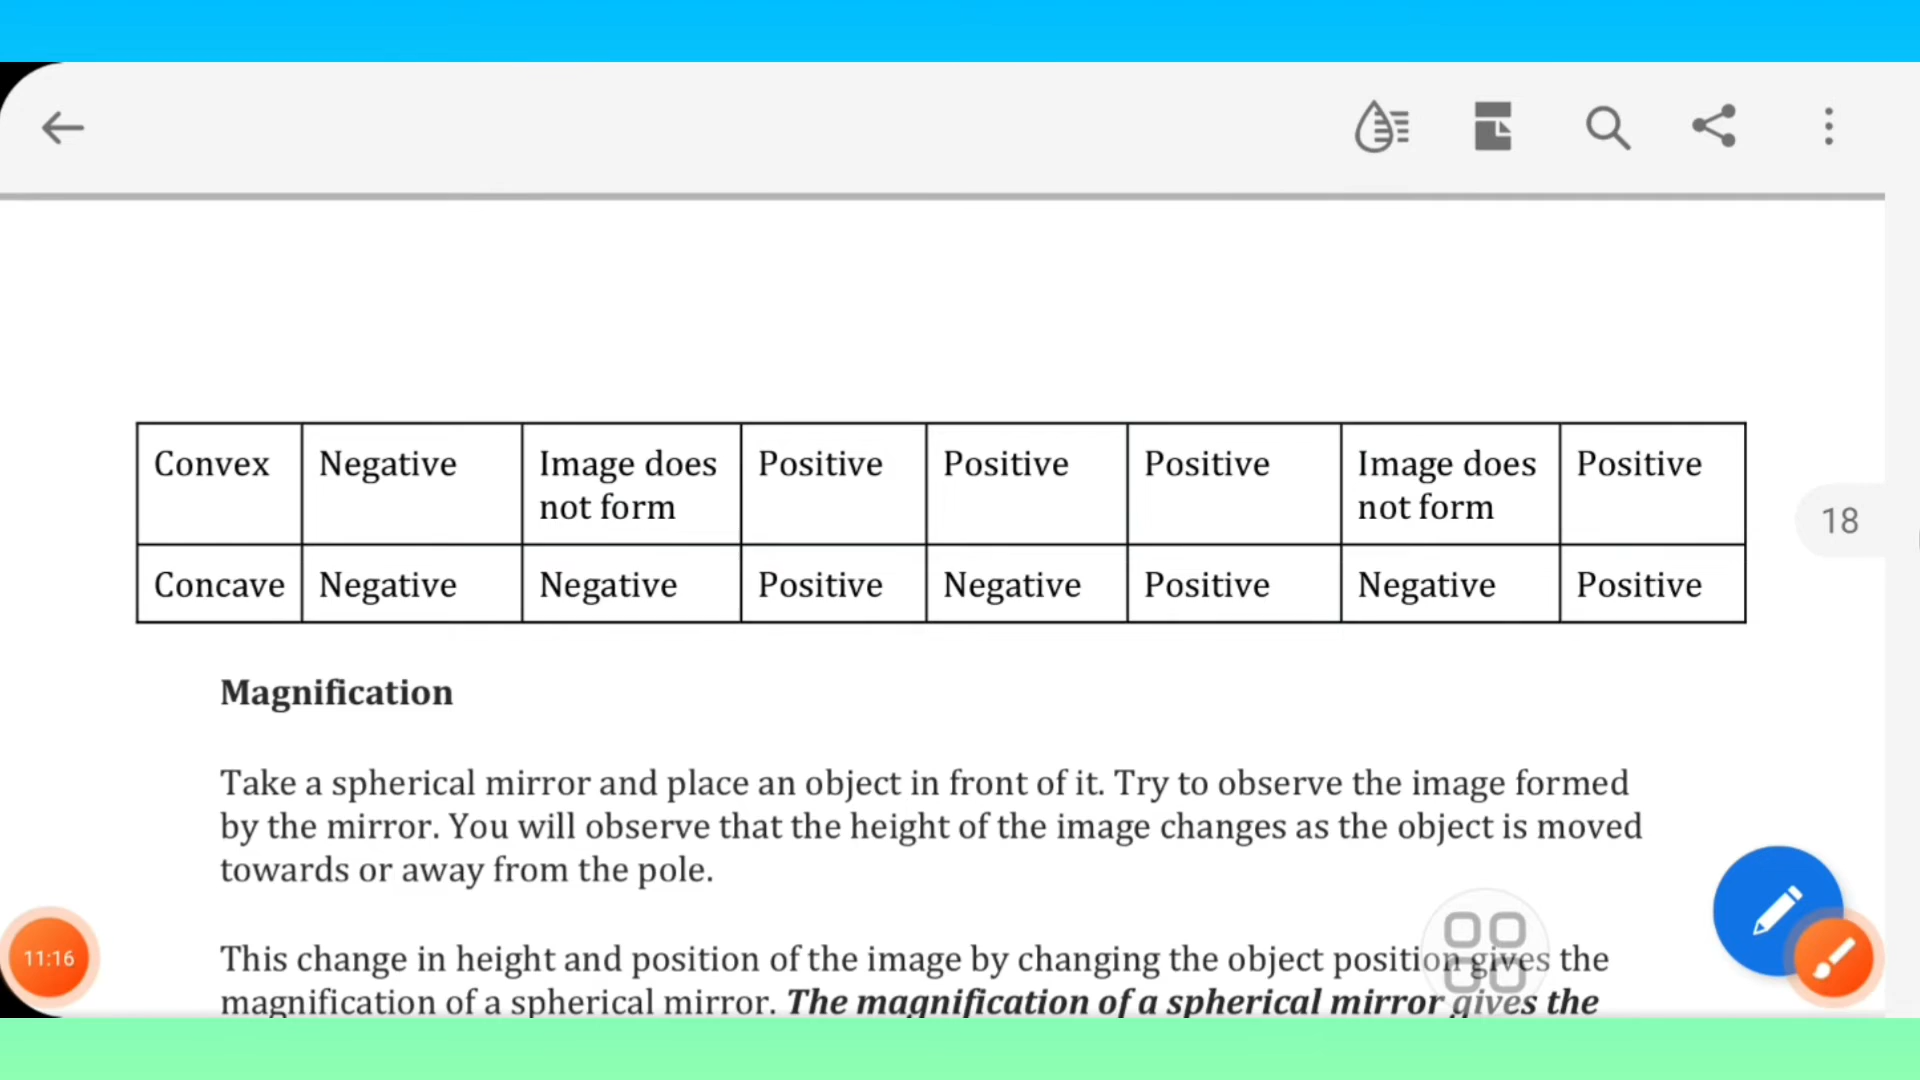 Convex Negative Image does not form Positive Positive Positive Image does not form Positive
18
Concave Negative Negative Positive Negative Positive Negative Positive
Magnification
Take a spherical mirror and place an object in front of it. Try to observe the image formed
by the mirror. You will observe that the height of the image changes as the object is moved
towards or away from the pole.
11:16
This change in height and position of the image by changing the object position gives the
magnification of a spherical mirror. The magnification of a spherical mirror gives the